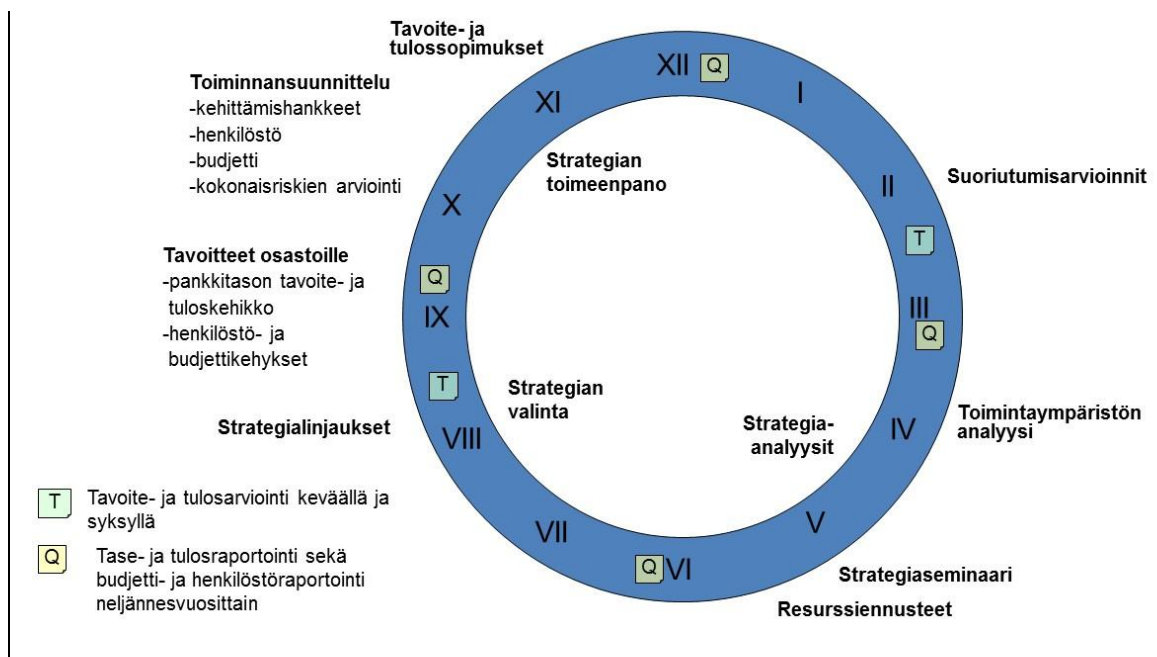 Tavoite- ja
tulossopimukset
XII
Q
I
Toiminnansuunnittelu
-kehittämishankkeet
-henkilöstö
-budjetti
-kokonaisriskien arviointi
XI
Strategian
toimeenpano
II
Suoriutumisarvioinnit
X
T
Tavoitteet osastoille
-pankkitason tavoite- ja
tuloskehikko
-henkilöstö- ja
budjettikehykset
Q
IX
III
Q
T
Strategian
valinta
Strategialinjaukset
VIII
Strategia-
analyysit
IV
Toimintaympäristön
analyysi
T
Tavoite- ja tulosarviointi keväällä ja
syksyllä
Q
Tase- ja tulosraportointi sekä
budjetti- ja henkilöstöraportointi
neljännesvuosittain
VII
V
Q
VI
Strategiaseminaari
Resurssiennusteet